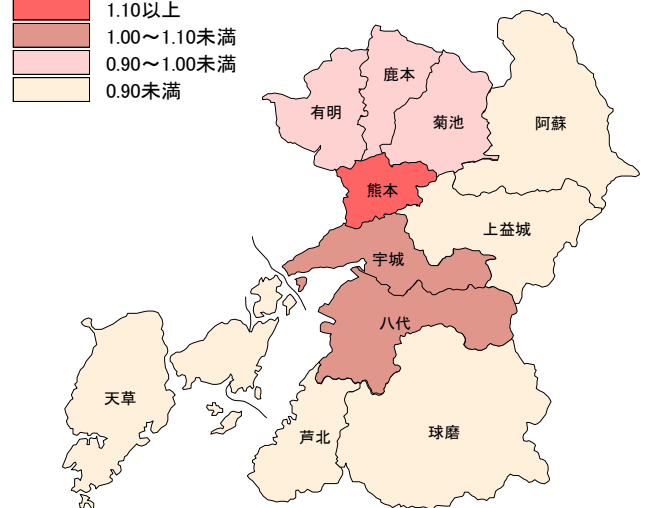 1.10以上
1.00～1.10未満
0.90～1.00未満
0.90未満
鹿本
有明
菊池
阿蘇
熊本
上益城
宇城
八代
天草
芦北
球磨